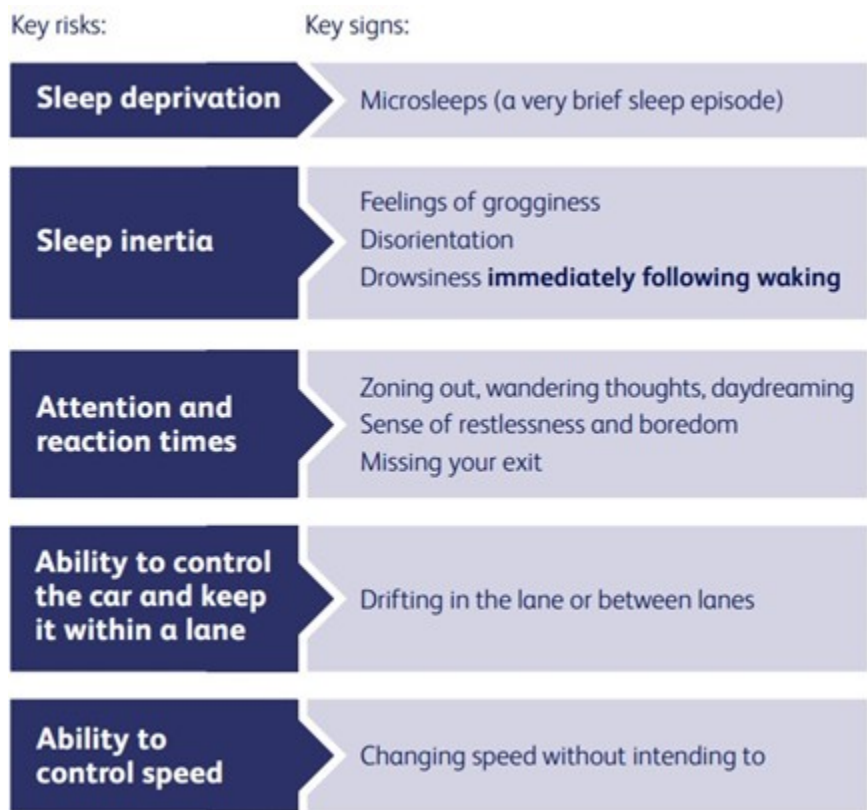 Key risks:
Key signs:
Sleep deprivation
Microsleeps (a very brief sleep episode)
Sleep inertia
Feelings of grogginess
Disorientation
Drowsiness immediately following waking
Attention and
reaction times
Zoning out, wandering thoughts, daydreaming
Sense of restlessness and boredom
Missing your exit
Ability to control
the car and keep
it within a lane
Drifting in the lane or between lanes
Ability to
control speed
Changing speed without intending to